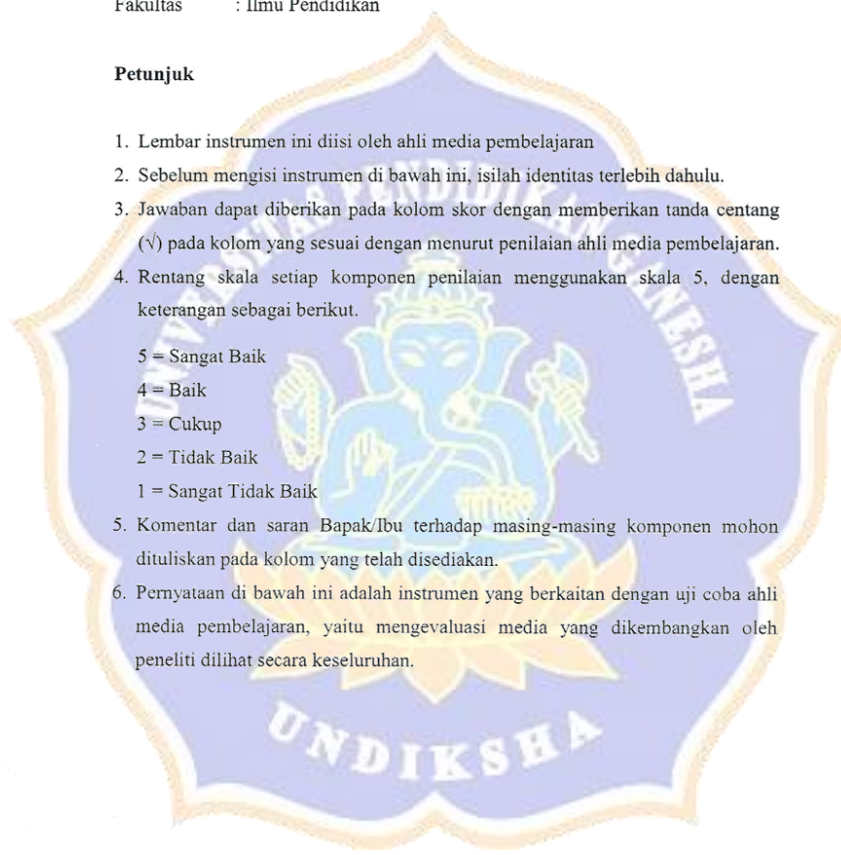 Fakultas : Ilmu Pendidikan
Petunjuk
1. Lembar instrumen ini diisi oleh ahli media pembelajaran
2. Sebelum mengisi instrumen di bawah ini, isilah identitas terlebih dahulu.
3. Jawaban dapat diberikan pada kolom skor dengan memberikan tanda centang
(√) pada kolom yang sesuai dengan menurut penilaian ahli media pembelajaran.
4. Rentang skala setiap komponen penilaian menggunakan skala 5, dengan
keterangan sebagai berikut.
5 = Sangat Baik
4 = Baik
3 = Cukup
2 = Tidak Baik
1 = Sangat Tidak Baik
5. Komentar dan saran Bapak/Ibu terhadap masing-masing komponen mohon
dituliskan pada kolom yang telah disediakan.
6. Pernyataan di bawah ini adalah instrumen yang berkaitan dengan uji coba ahli
media pembelajaran, yaitu mengevaluasi media yang dikembangkan oleh
peneliti dilihat secara keseluruhan.
UNIVERSITAS PENDIDIKAN GANESHA
UNDIKSHA